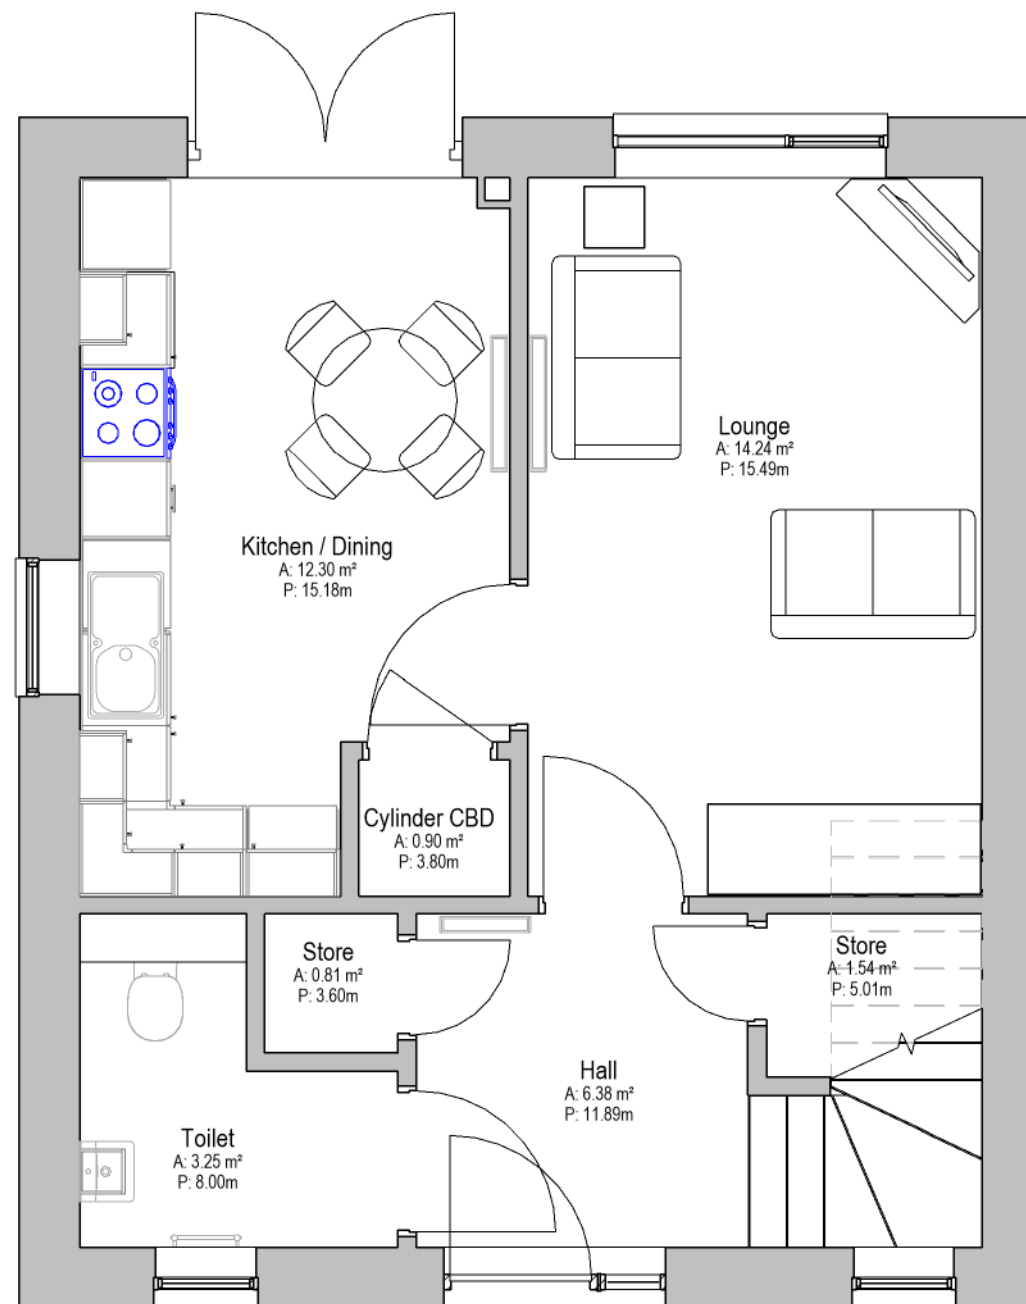 Lounge
A: 14.24 m²
P: 15.49m
Kitchen / Dining
A: 12.30 m²
P: 15.18m
Cylinder CBD
A: 0.90 m²
P: 3.80m
Store
A: 0.81 m²
P: 3.60m
Store
A: 1.54 m²
P: 5.01m
Hall
A: 6.38 m²
P: 11.89m
Toilet
A: 3.25 m²
P: 8.00m